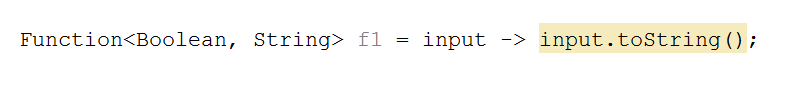 Function<Boolean, String> f1 = input -> input.toString();